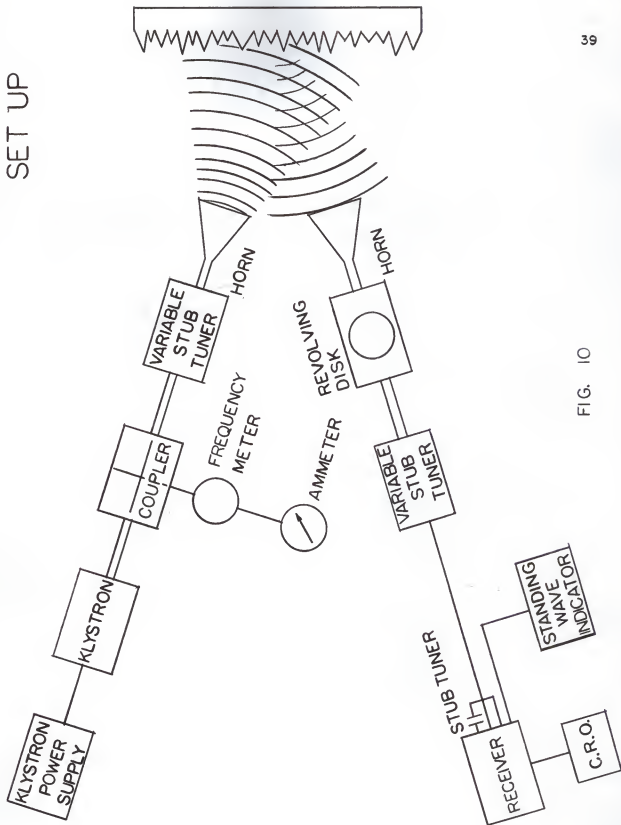 SET UP
39
KLYSTRON
POWER
SUPPLY
KLYSTRON
COUPLER
VARIABLE
STUB
TUNER
HORN
FREQUENCY
METER
AMMETER
HORN
REVOLVING
DISK
VARIABLE
STUB
TUNER
STUB TUNER
RECEIVER
STANDING
WAVE
INDICATOR
C.R.O.
FIG. 10